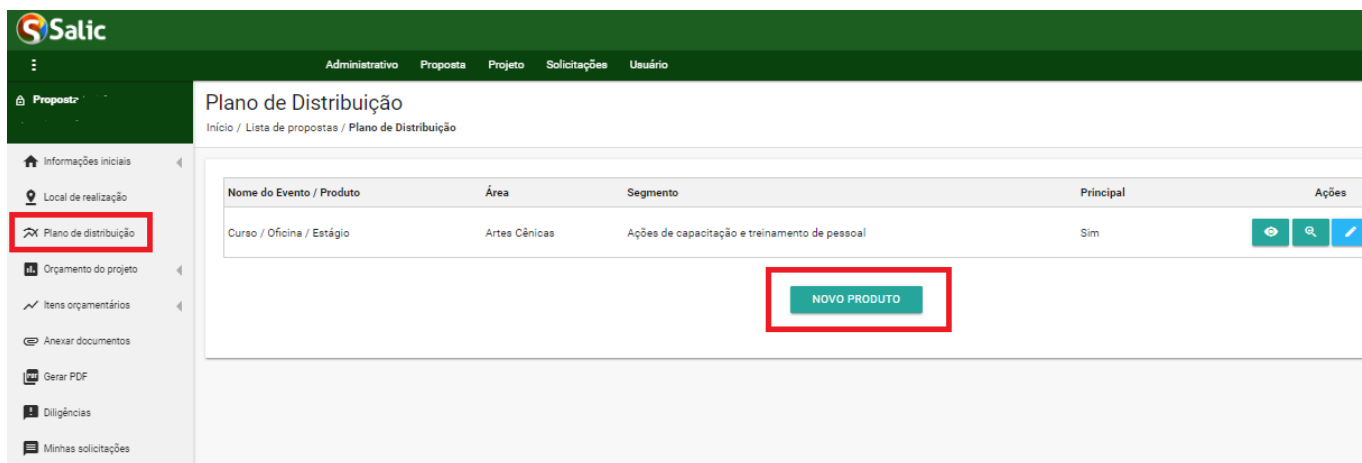 Salic
Administrativo Proposta Projeto Solicitações Usuário
Proposta
Plano de Distribuição
Início / Lista de propostas / Plano de Distribuição
Informações iniciais
Local de realização
Plano de distribuição
Orçamento do projeto
Itens orçamentários
Anexar documentos
PDF Gerar PDF
Diligências
Minhas solicitações
Nome do Evento / Produto Área Segmento Principal Ações
Curso / Oficina / Estágio Artes Cênicas Ações de capacitação e treinamento de pessoal Sim
NOVO PRODUTO